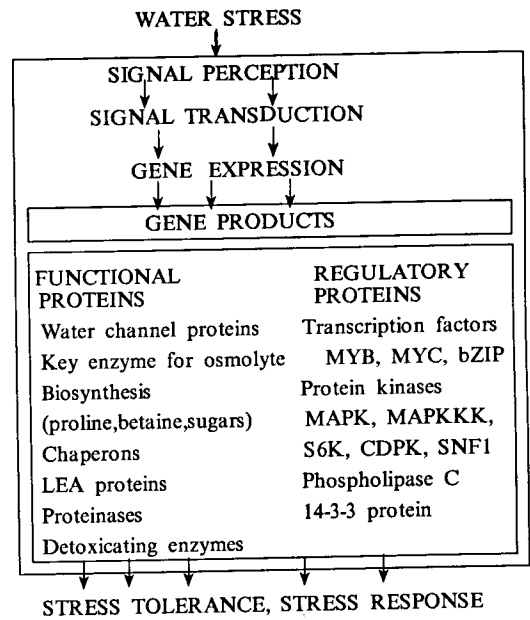 WATER STRESS
SIGNAL PERCEPTION
SIGNAL TRANSDUCTION
GENE EXPRESSION
GENE PRODUCTS
FUNCTIONAL
PROTEINS
Water channel proteins
Key enzyme for osmolyte
Biosynthesis
(proline,betaine,sugars)
Chaperons
LEA proteins
Proteinases
Detoxicating enzymes
REGULATORY
PROTEINS
Transcription factors
MYB, MYC, bZIP
Protein kinases
MAPK, MAPKKK,
S6K, CDPK, SNF1
Phospholipase C
14-3-3 protein
STRESS TOLERANCE, STRESS RESPONSE